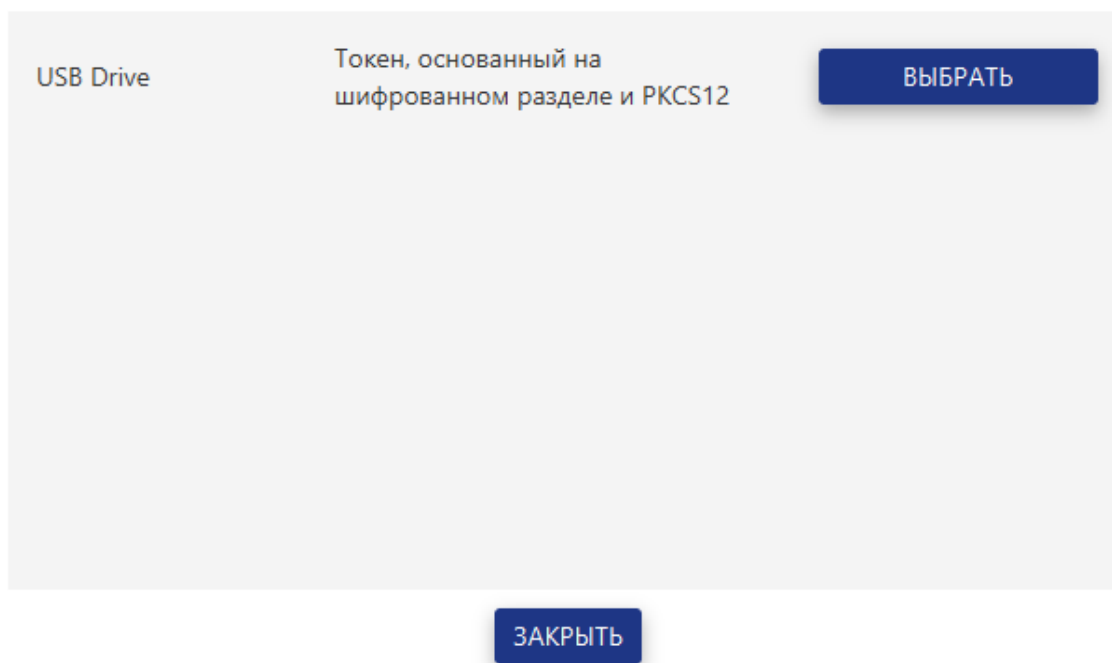 USB Drive
Токен, основанный на
шифрованном разделе и PKCS12
ВЫБРАТЬ
ЗАКРЫТЬ